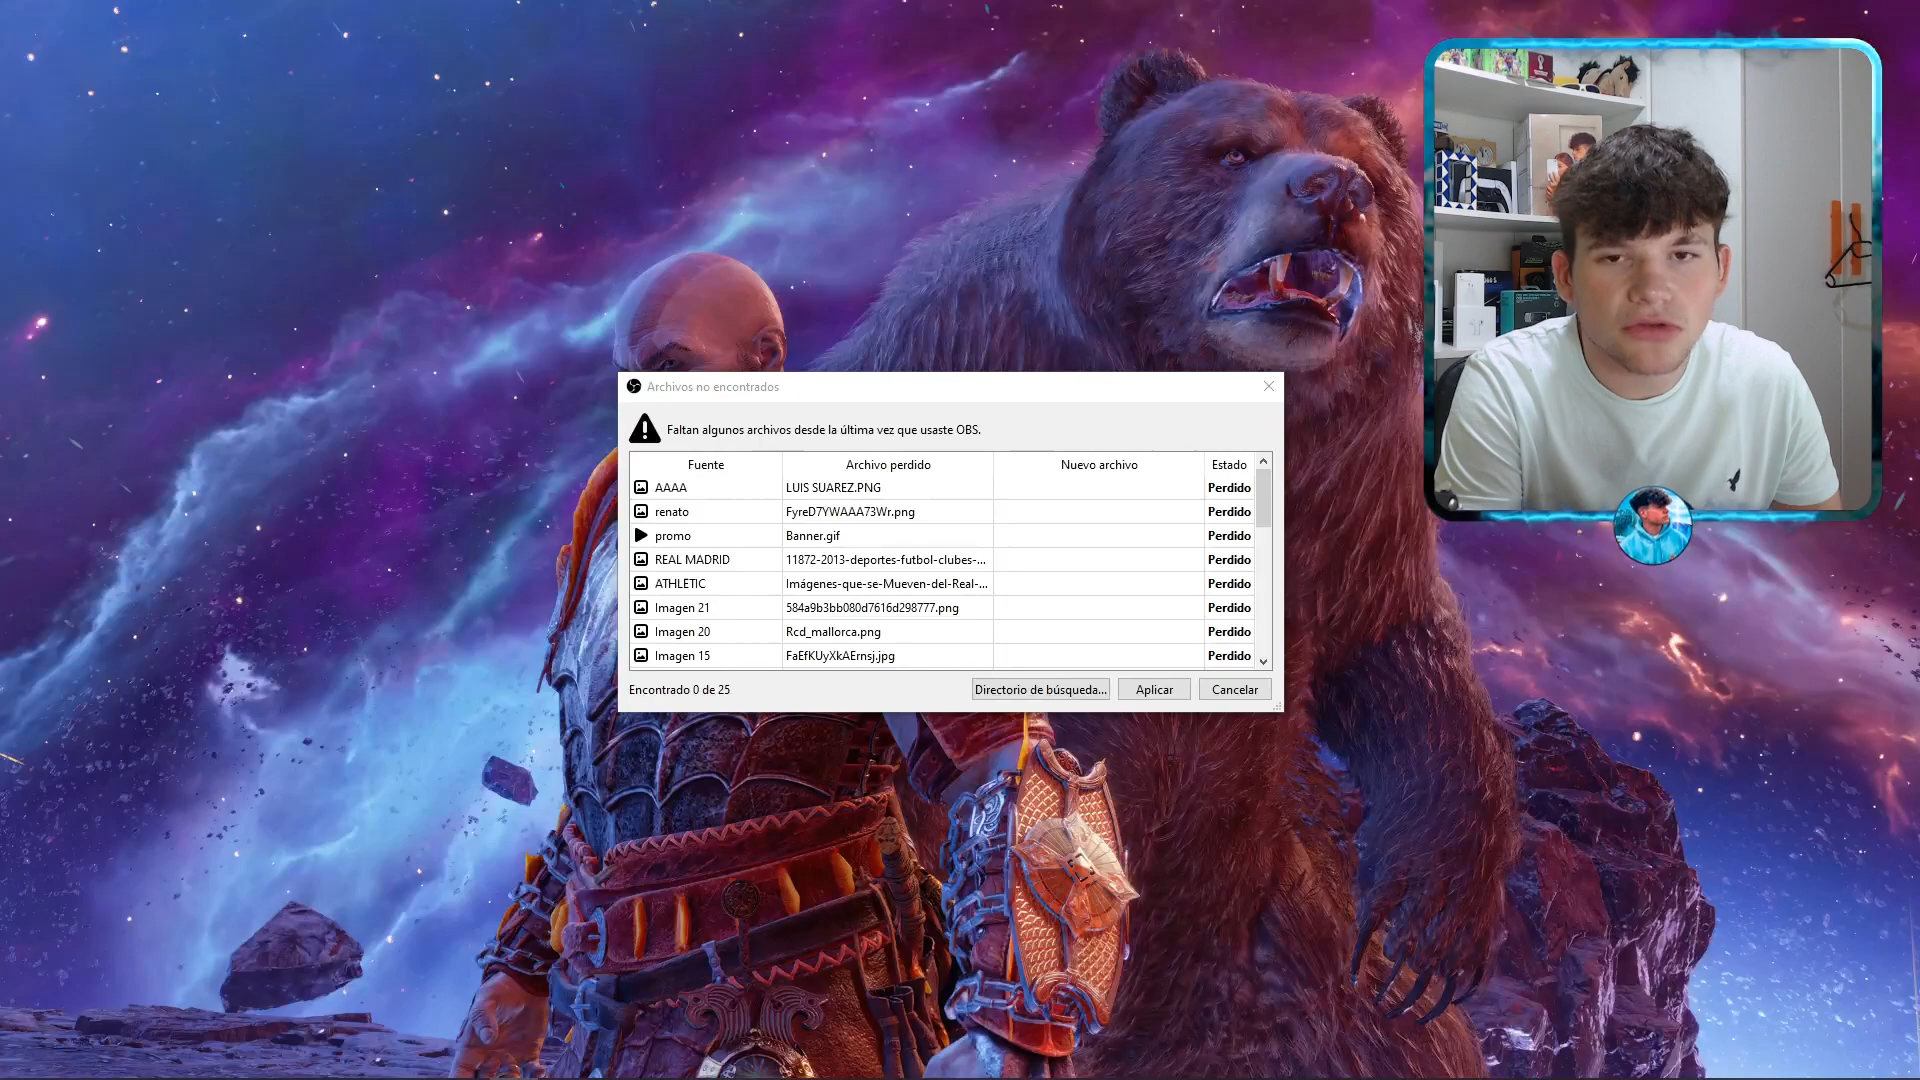 Archivos no encontrados
Faltan algunos archivos desde la última vez que usaste OBS.
Fuente Archivo perdido Nuevo archivo Estado
AAAA LUIS SUAREZ.PNG Perdido
renato FyreD7YWAAA73Wr.png Perdido
promo Banner.gif Perdido
REAL MADRID 11872-2013-deportes-futbol-clubes-... Perdido
ATHLETIC Imágenes-que-se-Mueven-del-Real-... Perdido
Imagen 21 584a9b3bb080d7616d298777.png Perdido
Imagen 20 Rcd_mallorca.png Perdido
Imagen 15 FaEfKUyXkAErnsj.jpg Perdido
Encontrado 0 de 25 Directorio de búsqueda... Aplicar Cancelar